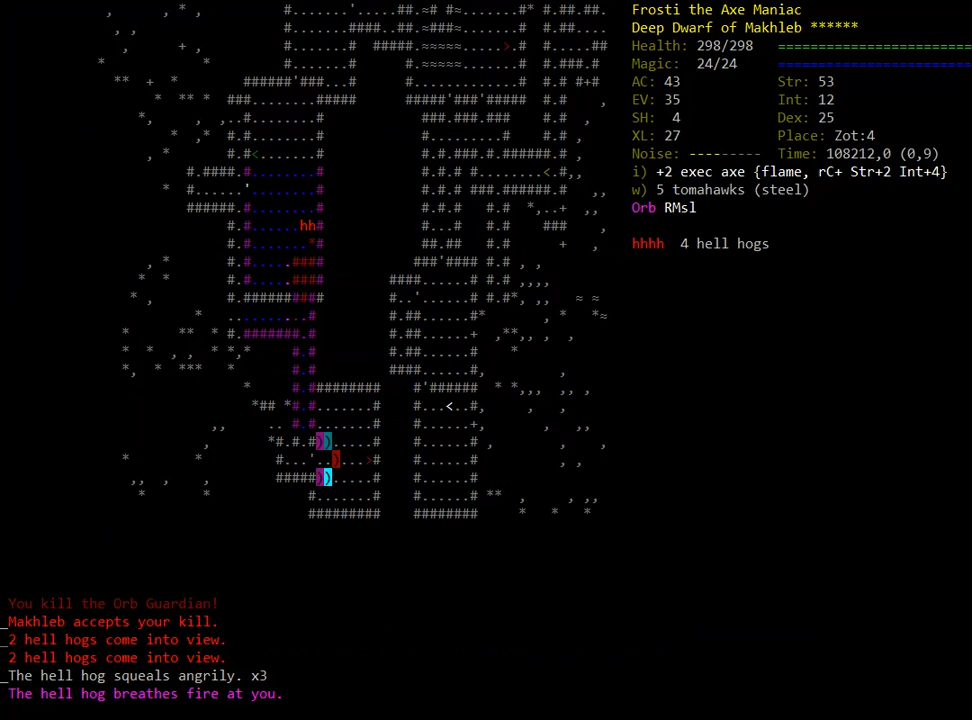 Frosti the Axe Maniac
Deep Dwarf of Makhleb ******
Health: 298/298
Magic: 24/24
AC: 43 Str: 53
EV: 35 Int: 12
SH: 4 Dex: 25
XL: 27 Place: Zot:4
Noise: --------- Time: 108212,0 (0,9)
i) +2 exec axe {flame, rC+ Str+2 Int+4}
w) 5 tomahawks (steel)
Orb RMsl
hhhh 4 hell hogs
You kill the Orb Guardian!
_Makhleb accepts your kill.
_2 hell hogs come into view.
2 hell hogs come into view.
_The hell hog squeals angrily. x3
The hell hog breathes fire at you.